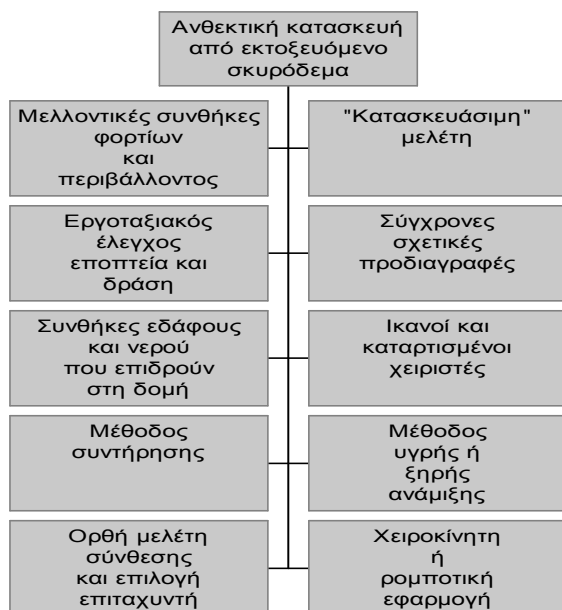 Ανθεκτική κατασκευή
από εκτοξευόμενο
σκυρόδεμα
Μελλοντικές συνθήκες
φορτίων
και
περιβάλλοντος
"Κατασκευάσιμη"
μελέτη
Εργοταξιακός
έλεγχος
εποπτεία και
δράση
Σύγχρονες
σχετικές
προδιαγραφές
Συνθήκες εδάφους
και νερού
που επιδρούν
στη δομή
Ικανοί και
καταρτισμένοι
χειριστές
Μέθοδος
συντήρησης
Μέθοδος
υγρής ή
ξηρής
ανάμιξης
Ορθή μελέτη
σύνθεσης
και επιλογή
επιταχυντή
Χειροκίνητη
ή
ρομποτική
εφαρμογή